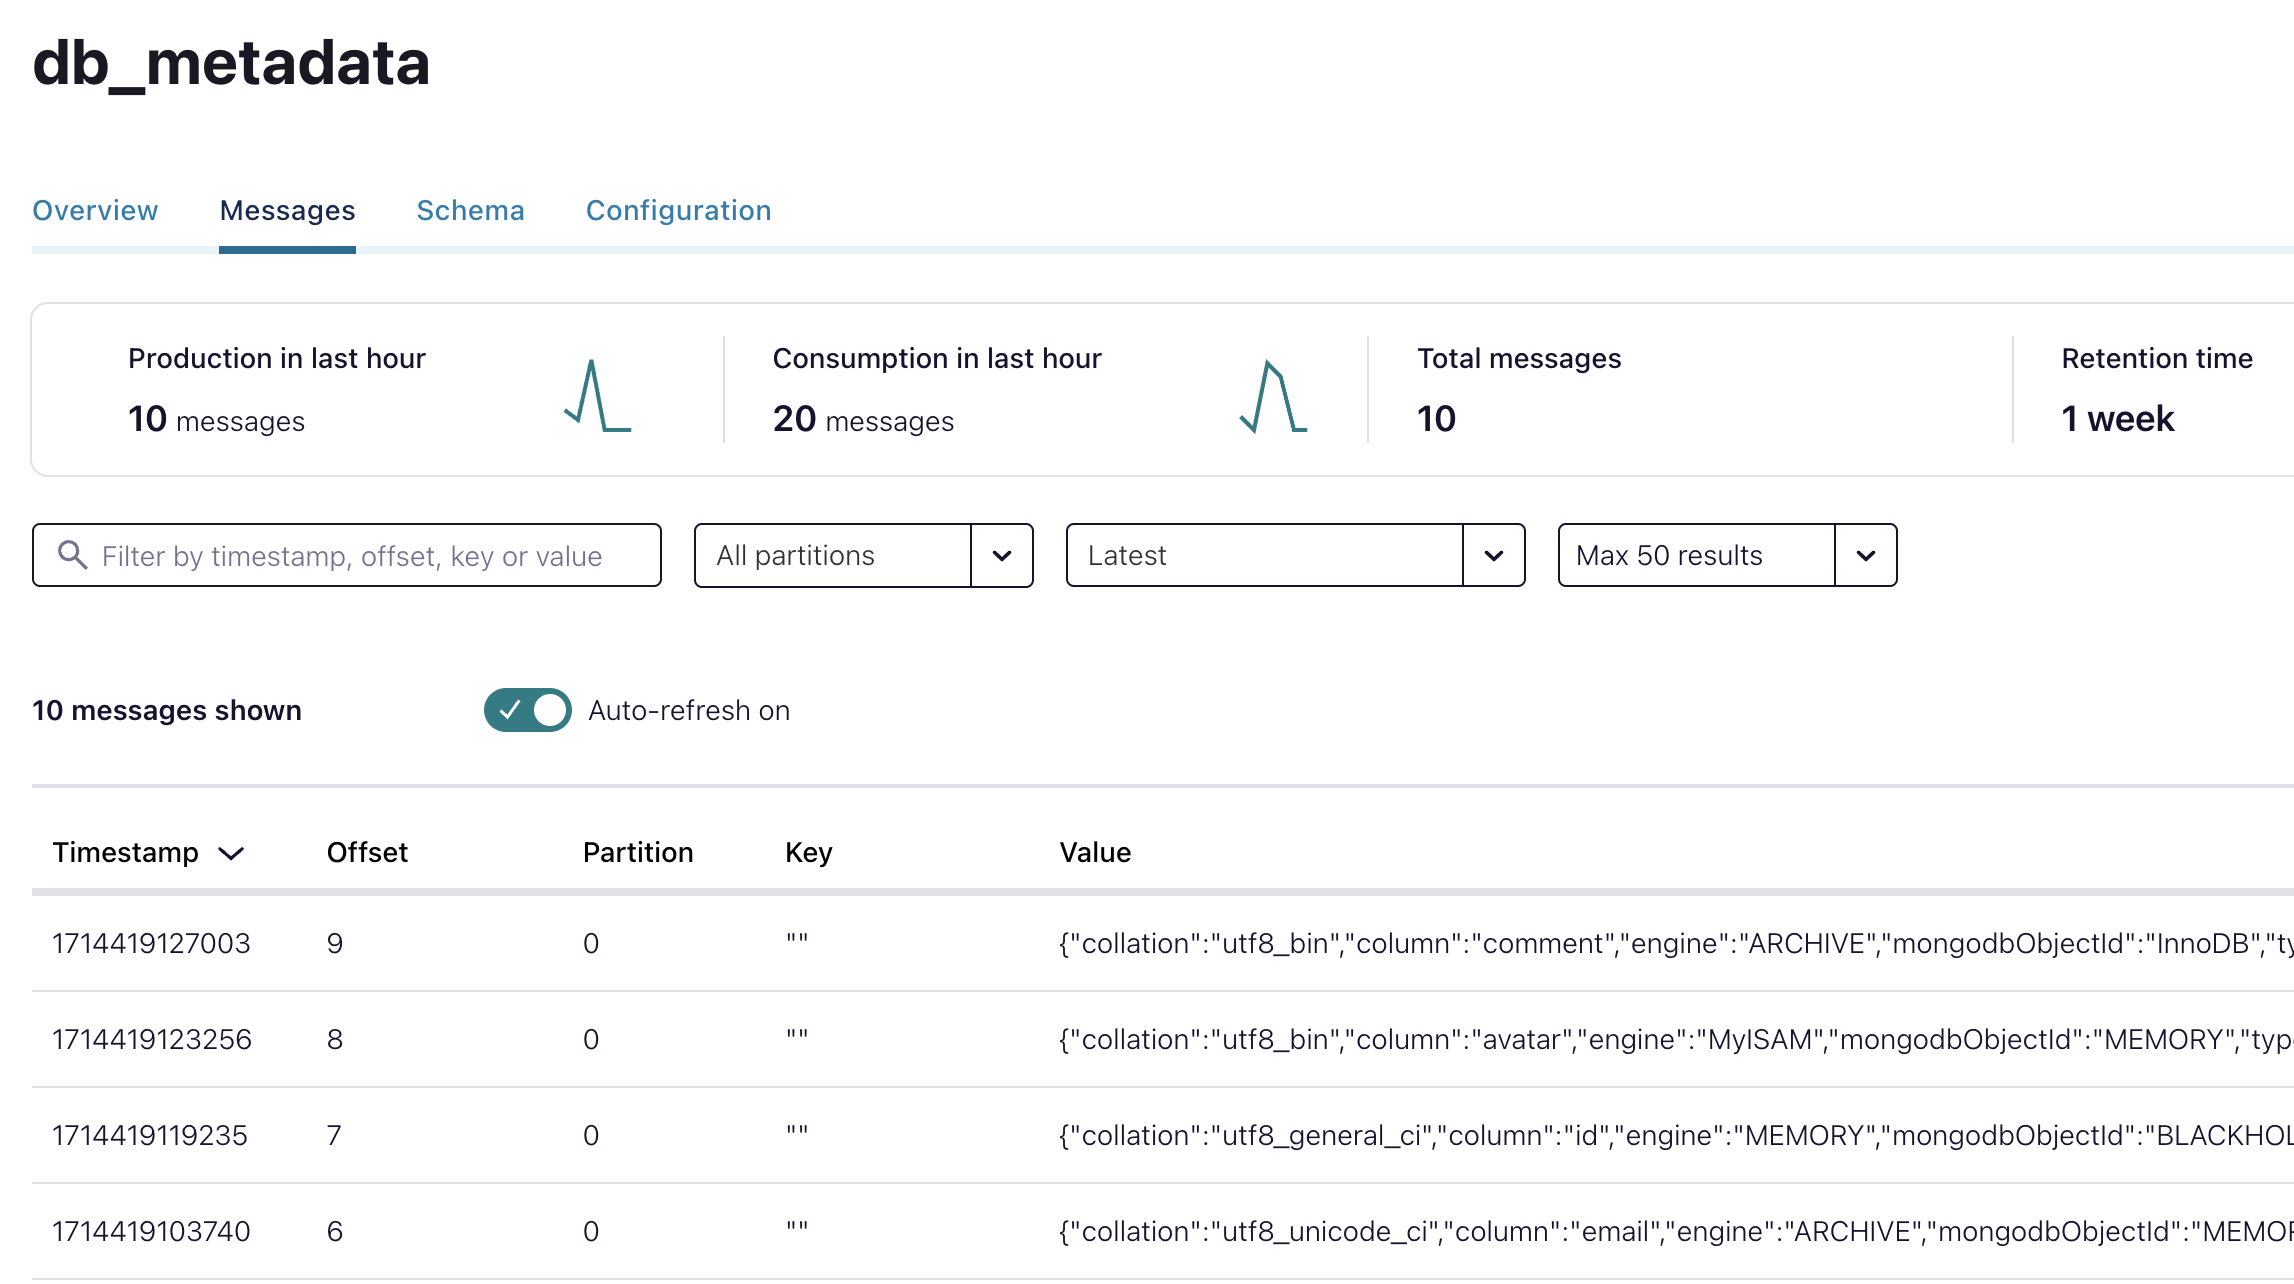 db_metadata
Overview Messages Schema Configuration
Production in last hour Consumption in last hour Total messages Retention time
10 messages 20 messages 10 1 week
Filter by timestamp, offset, key or value All partitions Latest Max 50 results
10 messages shown Auto-refresh on
Timestamp Offset Partition Key Value
1714419127003 9 0 "" {"collation":"utf8_bin","column":"comment","engine":"ARCHIVE","mongodbObjectId":"InnoDB","ty
1714419123256 8 0 "" {"collation":"utf8_bin","column":"avatar","engine":"MyISAM","mongodbObjectId":"MEMORY","typ
1714419119235 7 0 "" {"collation":"utf8_general_ci","column":"id","engine":"MEMORY","mongodbObjectId":"BLACKHOL
1714419103740 6 0 "" {"collation":"utf8_unicode_ci","column":"email","engine":"ARCHIVE","mongodbObjectId":"MEMOR